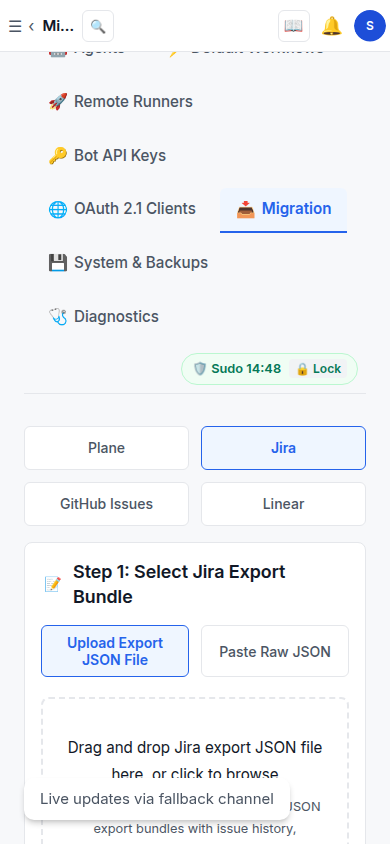 Mi...
S
Agents
Default Workflows
Remote Runners
Bot API Keys
OAuth 2.1 Clients
Migration
System & Backups
Diagnostics
Sudo 14:48
Lock
Plane
Jira
GitHub Issues
Linear
Step 1: Select Jira Export
Bundle
Upload Export
JSON File
Paste Raw JSON
Drag and drop Jira export JSON file
here, or click to browse
JSON
Live updates via fallback channel
export bundles with issue history,